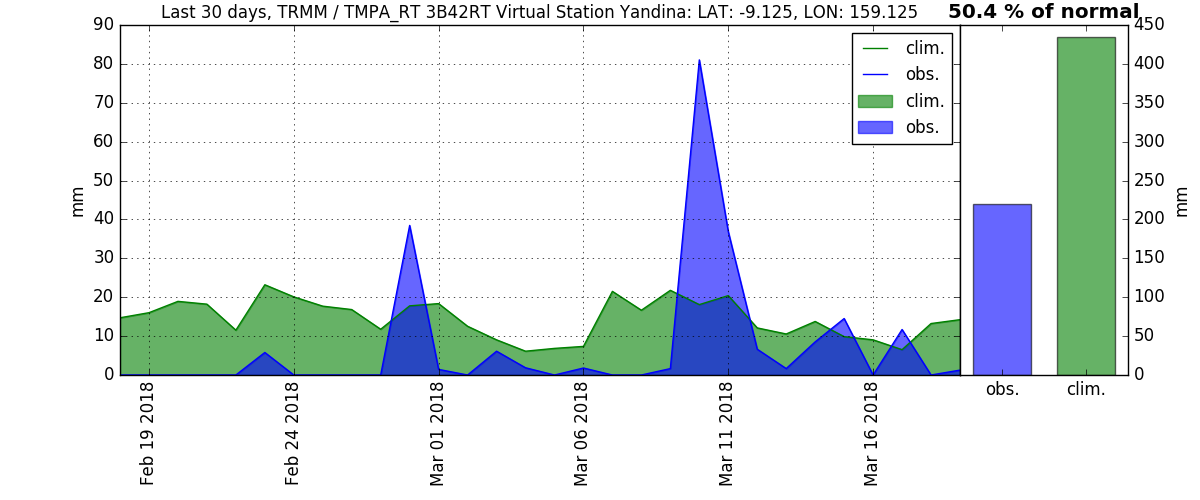 Last 30 days, TRMM / TMPA_RT 3B42RT Virtual Station Yandina: LAT: -9.125, LON: 159.125
50.4 % of normal
90
80
70
60
50
40
30
20
10
0
mm
clim.
obs.
clim.
obs.
450
400
350
300
250
200
150
100
50
0
mm
obs.
clim.
Feb 19 2018
Feb 24 2018
Mar 01 2018
Mar 06 2018
Mar 11 2018
Mar 16 2018